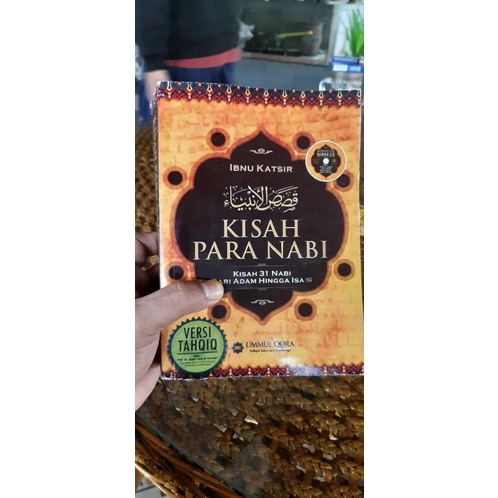 IBNU KATSIR
قصص الأنبياء
KISAH
PARA NABI
KISAH 31 NABI
ARI ADAM HINGGA ISA
VERSI
TAHQIQ
UMMUL QURA